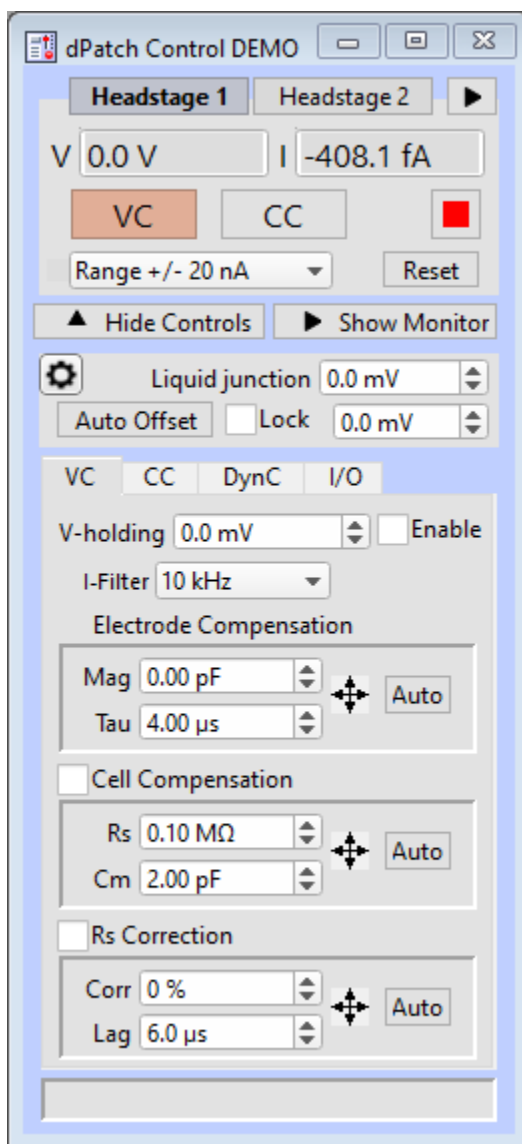 dPatch Control DEMO
Headstage 1 Headstage 2
V 0.0 V I -408.1 fA
VC CC
Range +/- 20 nA Reset
Hide Controls Show Monitor
Liquid junction 0.0 mV
Auto Offset Lock 0.0 mV
VC CC DynC I/O
V-holding 0.0 mV Enable
I-Filter 10 kHz
Electrode Compensation
Mag 0.00 pF
Auto
Tau 4.00 µs
Cell Compensation
Rs 0.10 MΩ
Auto
Cm 2.00 pF
Rs Correction
Corr 0 %
Auto
Lag 6.0 µs